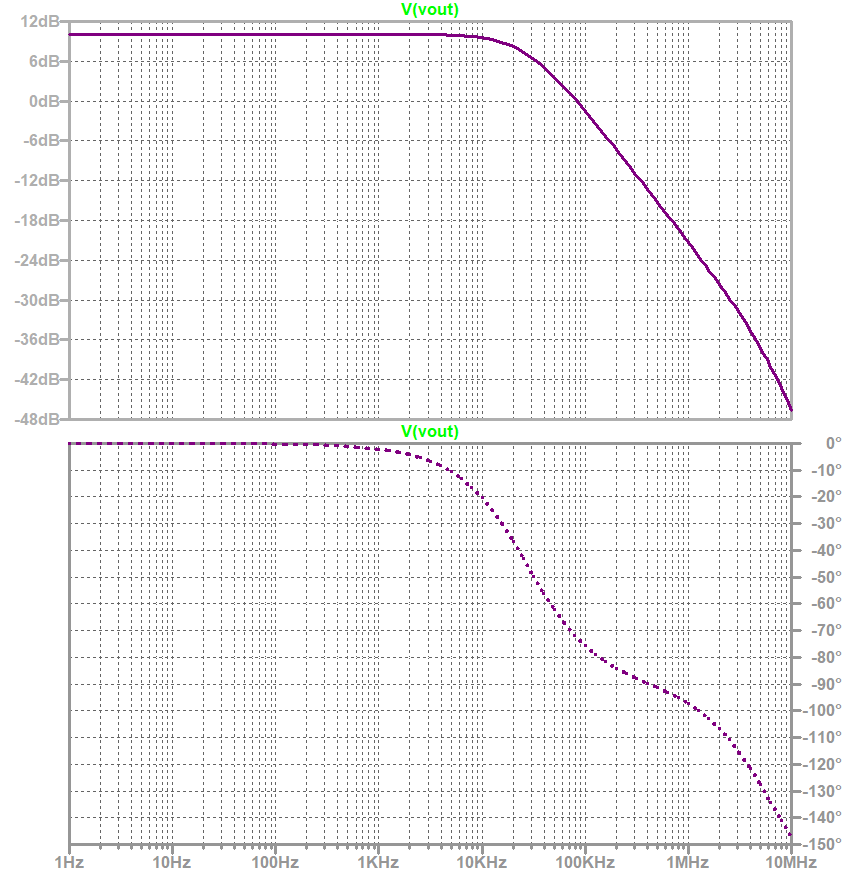 V(vout)
12dB
6dB
0dB
-6dB
-12dB
-18dB
-24dB
-30dB
-36dB
-42dB
-48dB
V(vout)
0°
-10°
-20°
-30°
-40°
-50°
-60°
-70°
-80°
-90°
-100°
-110°
-120°
-130°
-140°
-150°
1Hz 10Hz 100Hz 1KHz 10KHz 100KHz 1MHz 10MHz